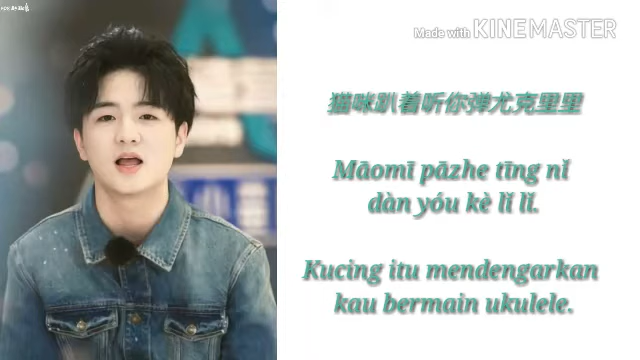 Made with KINEMASTER
猫咪趴着听你弹尤克里里
Māomī pāzhe tīng nǐ
dàn yóu kè lǐ lǐ.
Kucing itu mendengarkan
kau bermain ukulele.